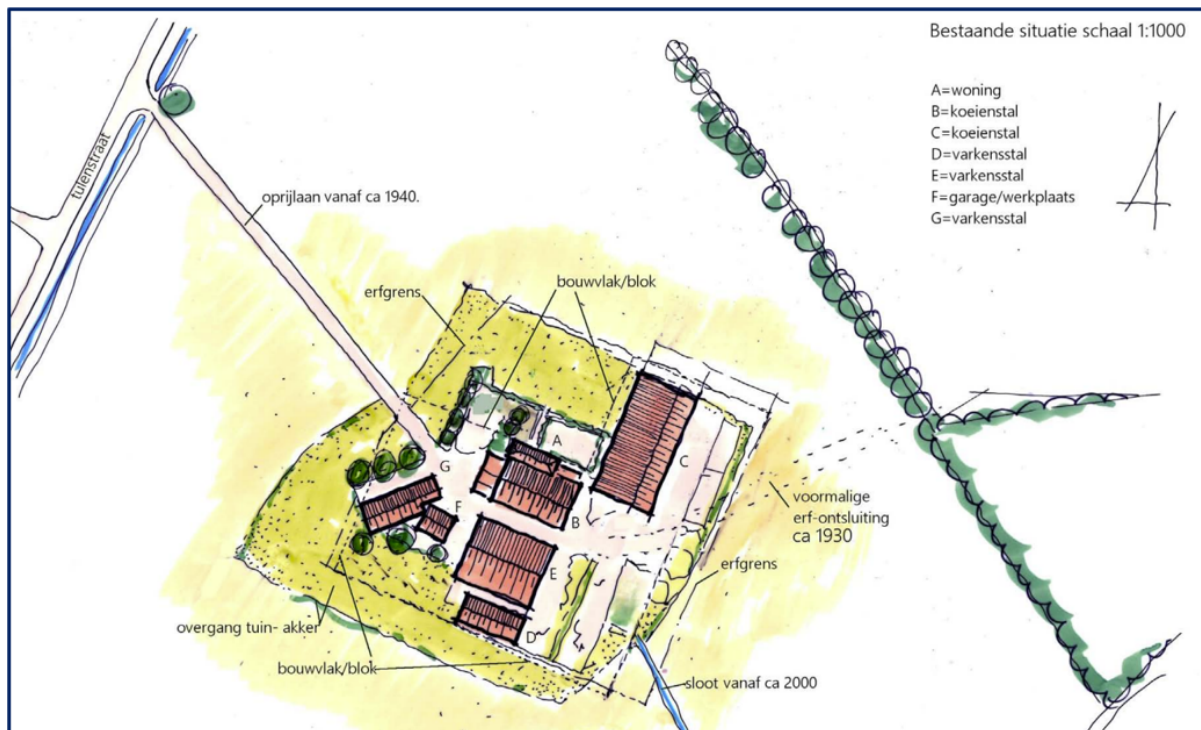 Bestaande situatie schaal 1:1000
A=woning
B=koeienstal
C=koeienstal
D=varkensstal
E=varkensstal
F=garage/werkplaats
G=varkensstal
tuienstraat
oprijlaan vanaf ca 1940.
erfgrens
bouwvlak/blok
A
G
C
F
B
E
D
voormalige
erf-ontsluiting
ca 1930
erfgrens
overgang tuin- akker
bouwvlak/blok
sloot vanaf ca 2000